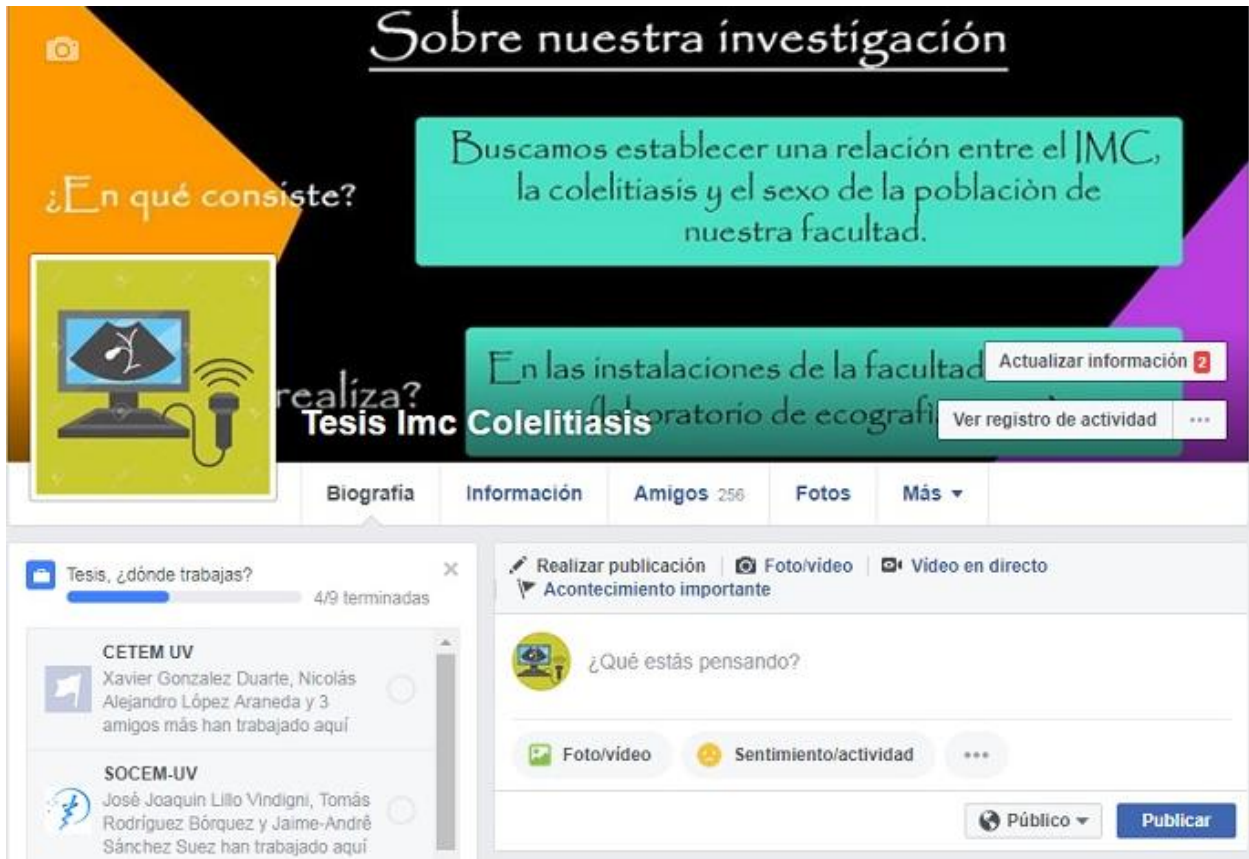 Sobre nuestra investigación
¿En qué consiste?
Buscamos establecer una relación entre el IMC,
la colelitiasis y el sexo de la poblaciòn de
nuestra facultad.
realiza?
En las instalaciones de la facultad
de
Actualizar información 2
Ver registro de actividad ...
Tesis Imc Colelitiasis
Biografía Información Amigos 256 Fotos Más
Tesis, ¿dónde trabajas?
4/9 terminadas
CETEM UV
Xavier Gonzalez Duarte, Nicolás
Alejandro López Araneda y 3
amigos más han trabajado aquí
SOCEM-UV
José Joaquin Lillo Vindigni, Tomás
Rodríguez Bórquez y Jaime-Andrê
Sánchez Suez han trabajado aquí
Realizar publicación Foto/vídeo Vídeo en directo
Acontecimiento importante
¿Qué estás pensando?
Foto/vídeo Sentimiento/actividad ...
Público Publicar